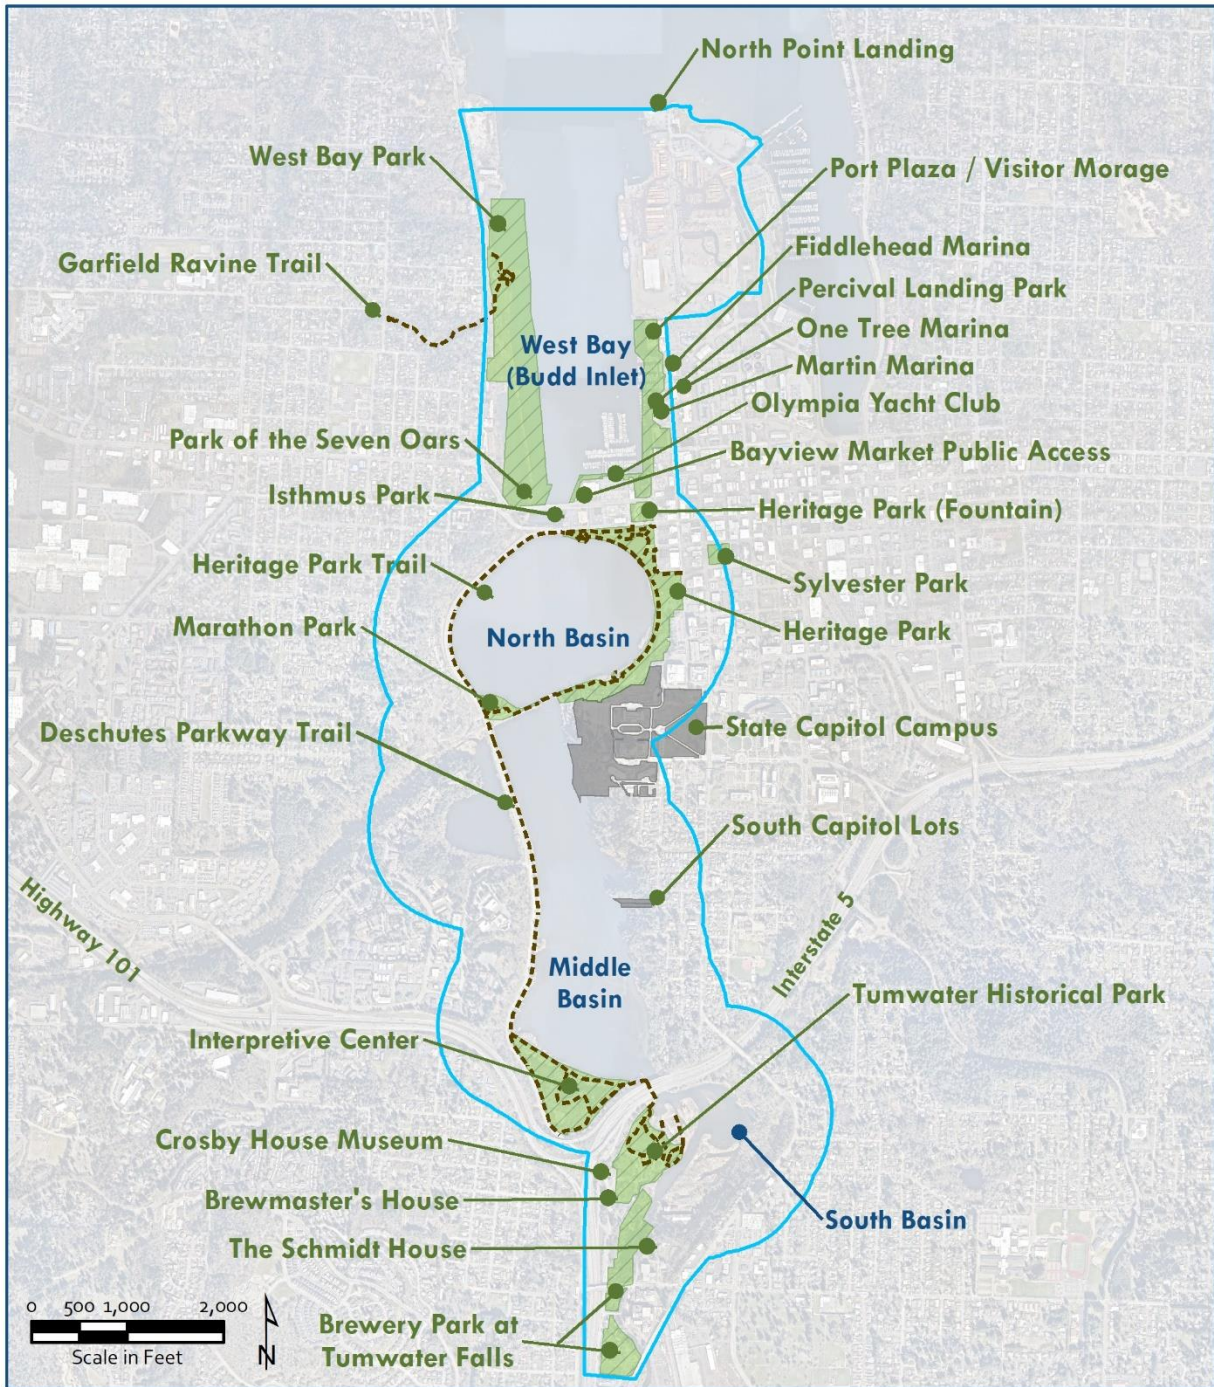 North Point Landing
West Bay Park
Port Plaza / Visitor Morage
Garfield Ravine Trail
Fiddlehead Marina
Percival Landing Park
One Tree Marina
West Bay
(Budd Inlet)
Martin Marina
Olympia Yacht Club
Park of the Seven Oars
Bayview Market Public Access
Isthmus Park
Heritage Park (Fountain)
Heritage Park Trail
Sylvester Park
Marathon Park
North Basin
Heritage Park
Deschutes Parkway Trail
State Capitol Campus
South Capitol Lots
Highway 101
Interstate 5
Middle
Basin
Tumwater Historical Park
Interpretive Center
Crosby House Museum
Brewmaster's House
South Basin
The Schmidt House
0 500 1,000 2,000
Scale in Feet
N
Brewery Park at
Tumwater Falls